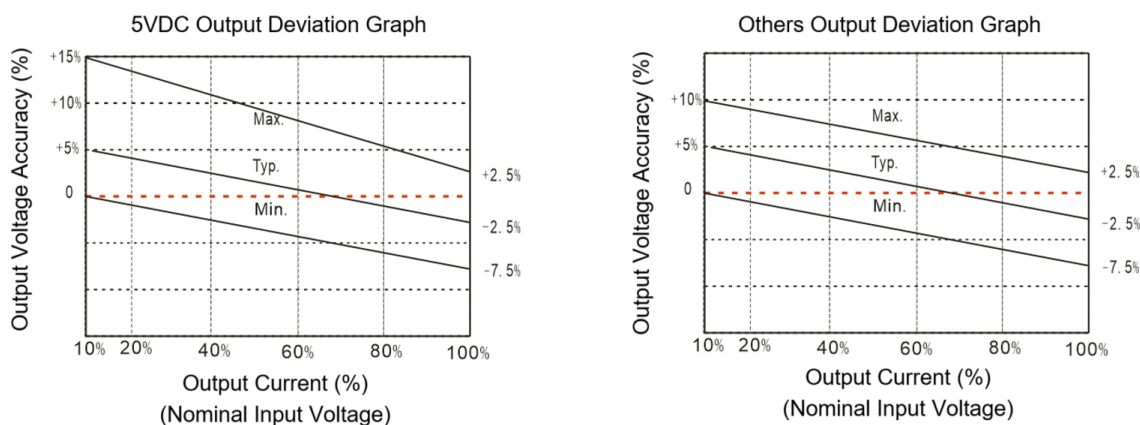 5VDC Output Deviation Graph
Output Voltage Accuracy (%)
+15%
+10%
+5%
0
Max.
Typ.
Min.
+2.5%
-2.5%
-7.5%
10% 20% 40% 60% 80% 100%
Output Current (%)
(Nominal Input Voltage)
Others Output Deviation Graph
Output Voltage Accuracy (%)
+10%
+5%
0
Max.
Typ.
Min.
+2.5%
-2.5%
-7.5%
10% 20% 40% 60% 80% 100%
Output Current (%)
(Nominal Input Voltage)